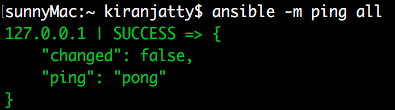 [sunnyMac:~ kiranjatty$ ansible -m ping all
127.0.0.1 | SUCCESS => {
    "changed": false,
    "ping": "pong"
}